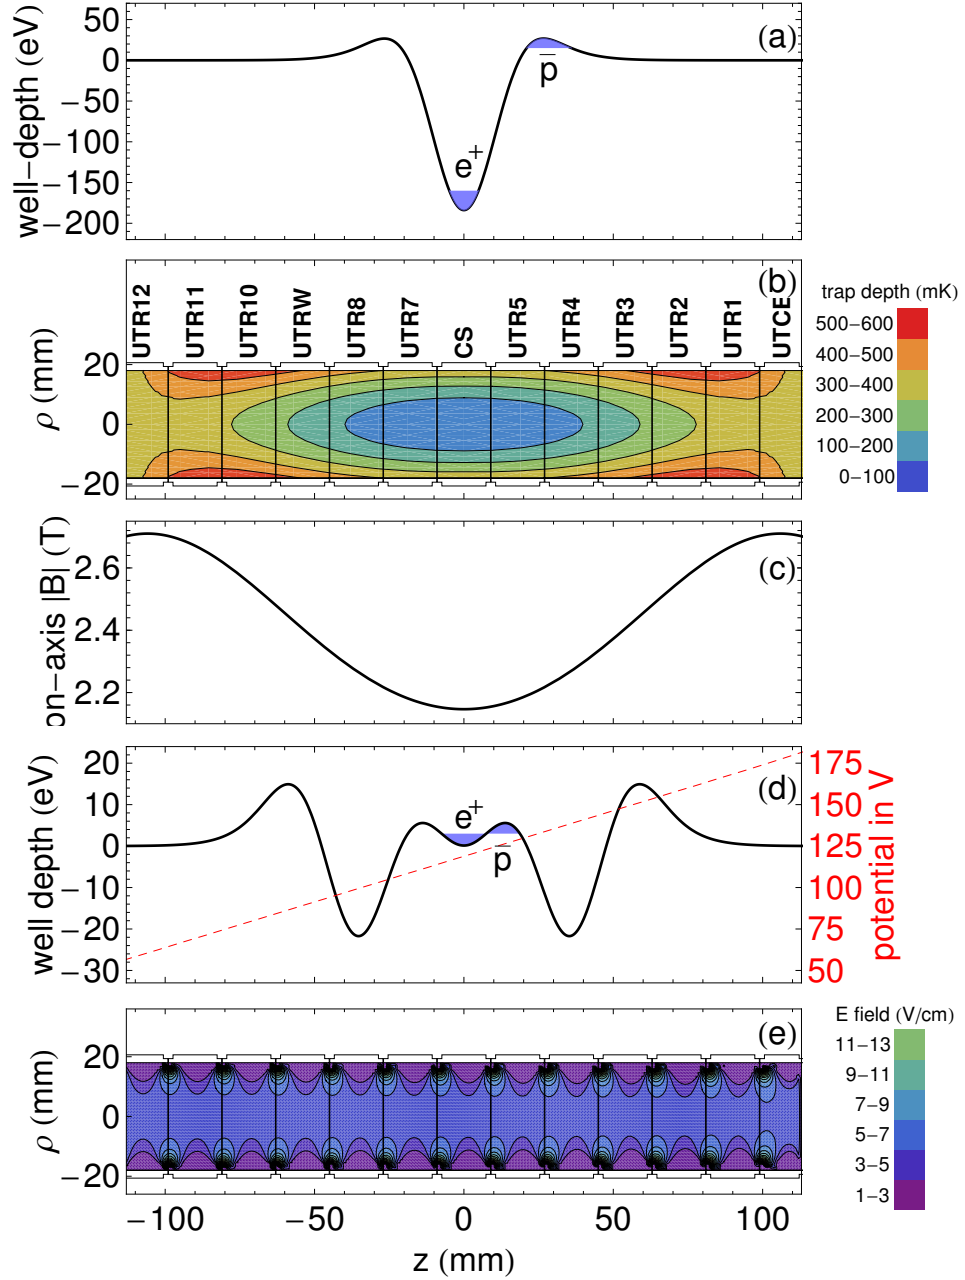 (a)
well-depth (eV)
50
0
-50
-100
-150
-200
p̅
e⁺
(b)
UTR12 UTR11 UTR10 UTRW UTR8 UTR7 CS UTR5 UTR4 UTR3 UTR2 UTR1 UTCE
ρ (mm)
20
0
-20
trap depth (mK)
500-600
400-500
300-400
200-300
100-200
0-100
(c)
on-axis |B| (T)
2.6
2.4
2.2
(d)
well depth (eV)
20
10
0
-10
-20
-30
e⁺
p̅
175
150
125
100
75
50
potential in V
(e)
ρ (mm)
20
0
-20
E field (V/cm)
11-13
9-11
7-9
5-7
3-5
1-3
-100 -50 0 50 100
z (mm)